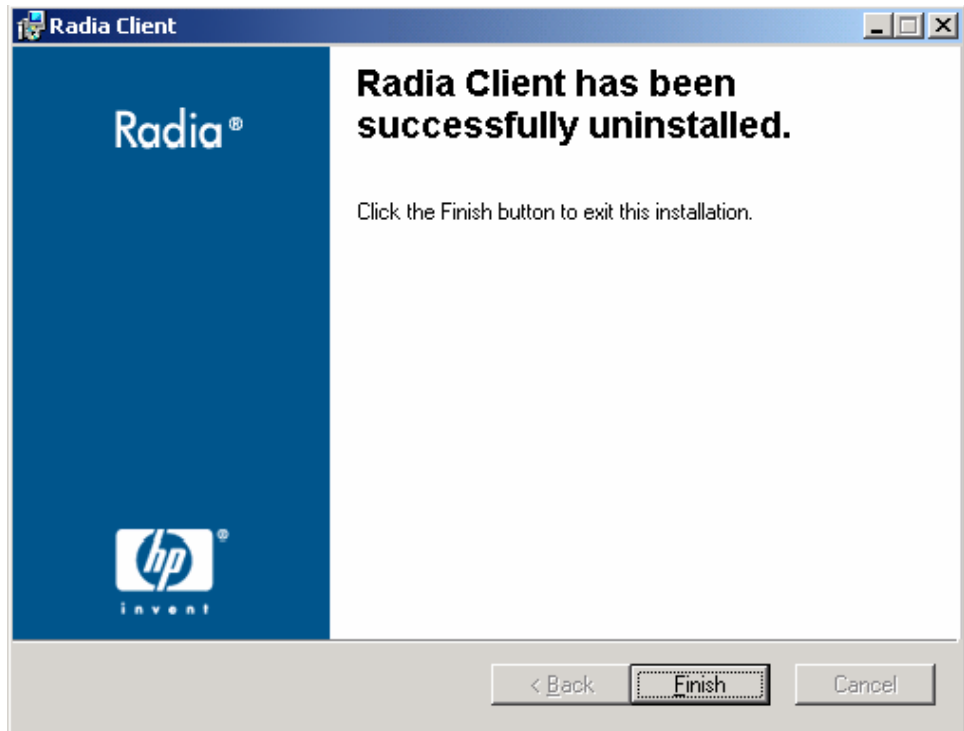 Radia Client
Radia®
Radia Client has been
successfully uninstalled.
Click the Finish button to exit this installation.
hp®
invent
< Back
Finish
Cancel